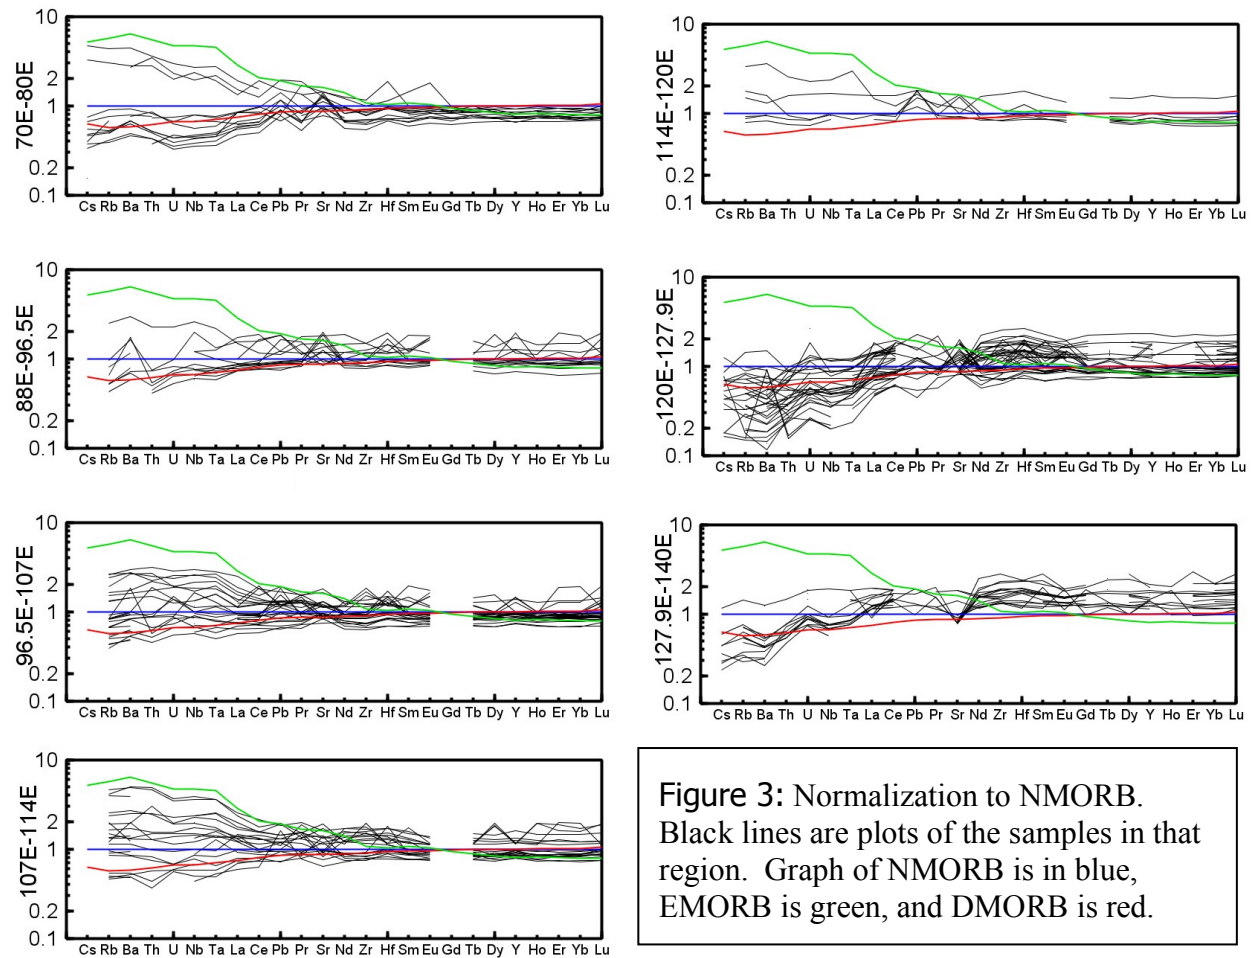 10
2
1
0.2
0.1
70E-80E
Cs Rb Ba Th U Nb Ta La Ce Pb Pr Sr Nd Zr Hf Sm Eu Gd Tb Dy Y Ho Er Yb Lu
10
2
1
0.2
0.1
88E-96.5E
Cs Rb Ba Th U Nb Ta La Ce Pb Pr Sr Nd Zr Hf Sm Eu Gd Tb Dy Y Ho Er Yb Lu
10
2
1
0.2
0.1
96.5E-107E
Cs Rb Ba Th U Nb Ta La Ce Pb Pr Sr Nd Zr Hf Sm Eu Gd Tb Dy Y Ho Er Yb Lu
10
2
1
0.2
0.1
107E-114E
Cs Rb Ba Th U Nb Ta La Ce Pb Pr Sr Nd Zr Hf Sm Eu Gd Tb Dy Y Ho Er Yb Lu
10
2
1
0.2
0.1
114E-120E
Cs Rb Ba Th U Nb Ta La Ce Pb Pr Sr Nd Zr Hf Sm Eu Gd Tb Dy Y Ho Er Yb Lu
10
2
1
0.2
0.1
120E-127.9E
Cs Rb Ba Th U Nb Ta La Ce Pb Pr Sr Nd Zr Hf Sm Eu Gd Tb Dy Y Ho Er Yb Lu
10
2
1
0.2
0.1
127.9E-140E
Cs Rb Ba Th U Nb Ta La Ce Pb Pr Sr Nd Zr Hf Sm Eu Gd Tb Dy Y Ho Er Yb Lu
Figure 3: Normalization to NMORB.
Black lines are plots of the samples in that
region. Graph of NMORB is in blue,
EMORB is green, and DMORB is red.